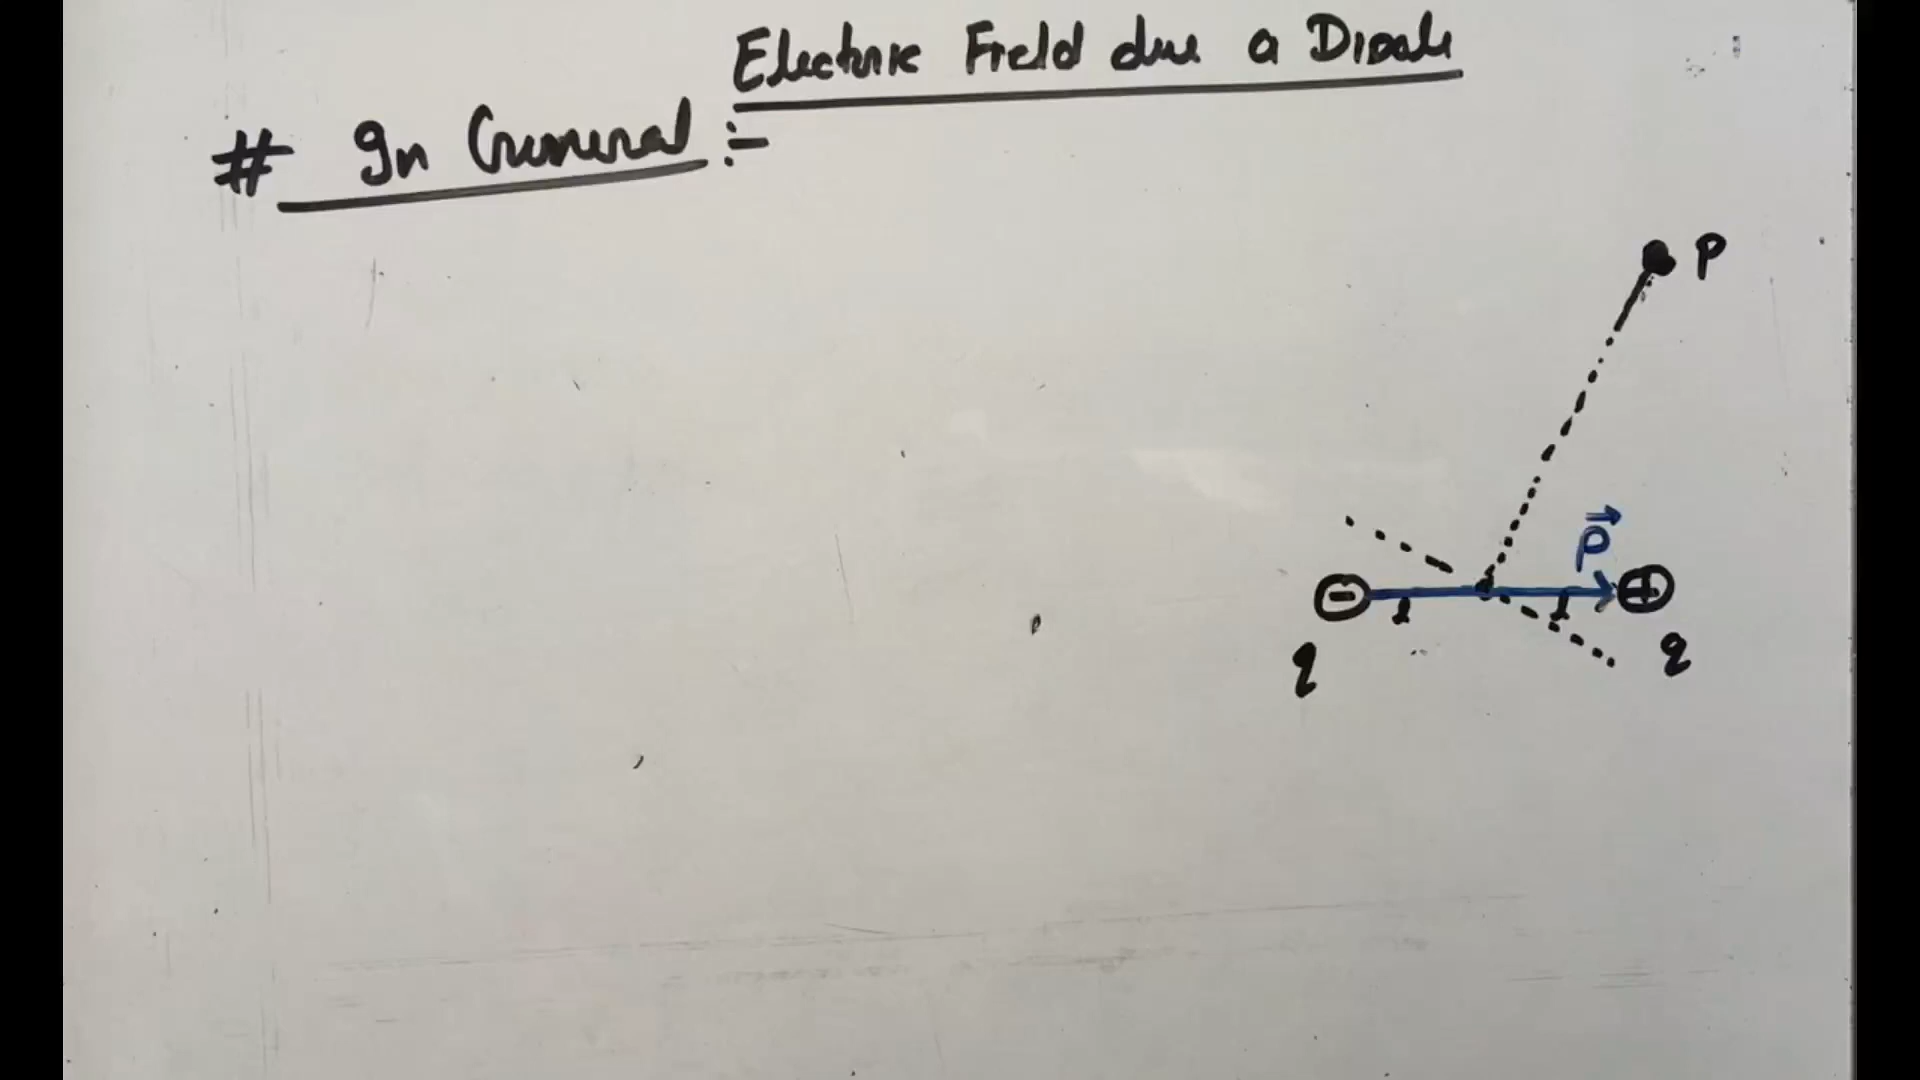 Electric Field due a Dipole
# In General :-
P
p
- l l +
q q